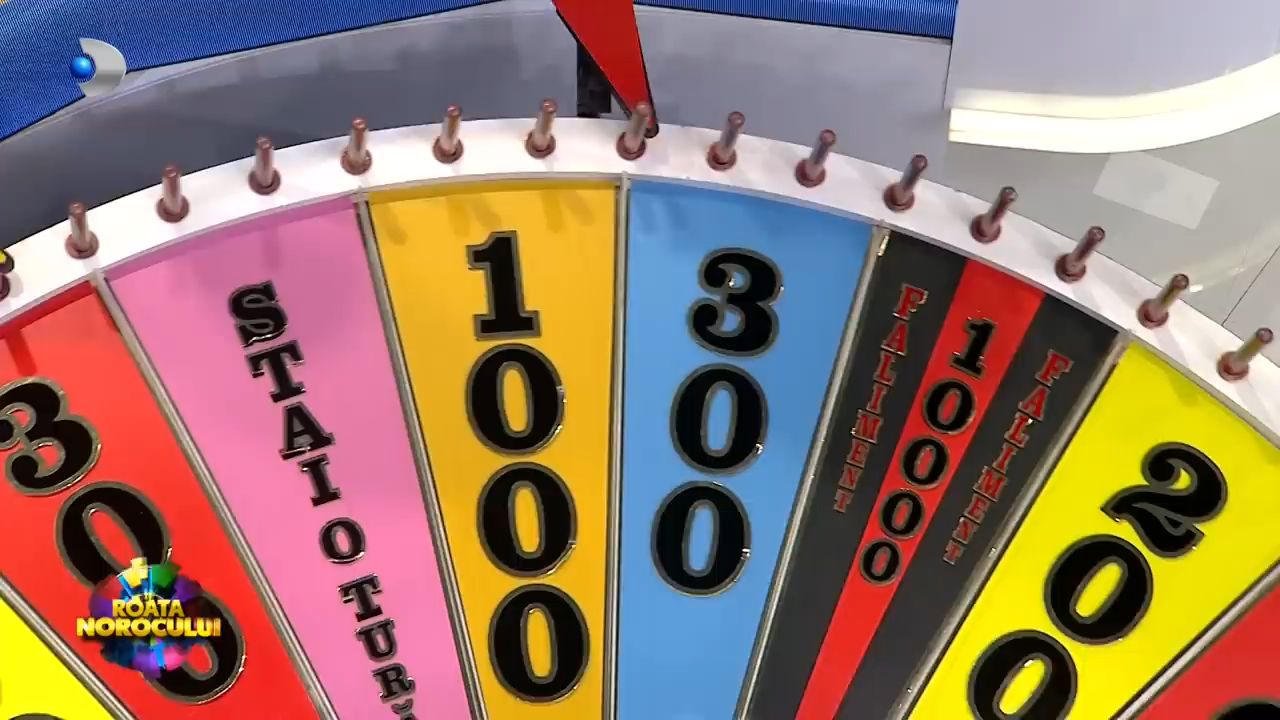 300
STAI O TURĂ
1000
300
FALIMENT
10000
FALIMENT
200
ROATA
NOROCULUI